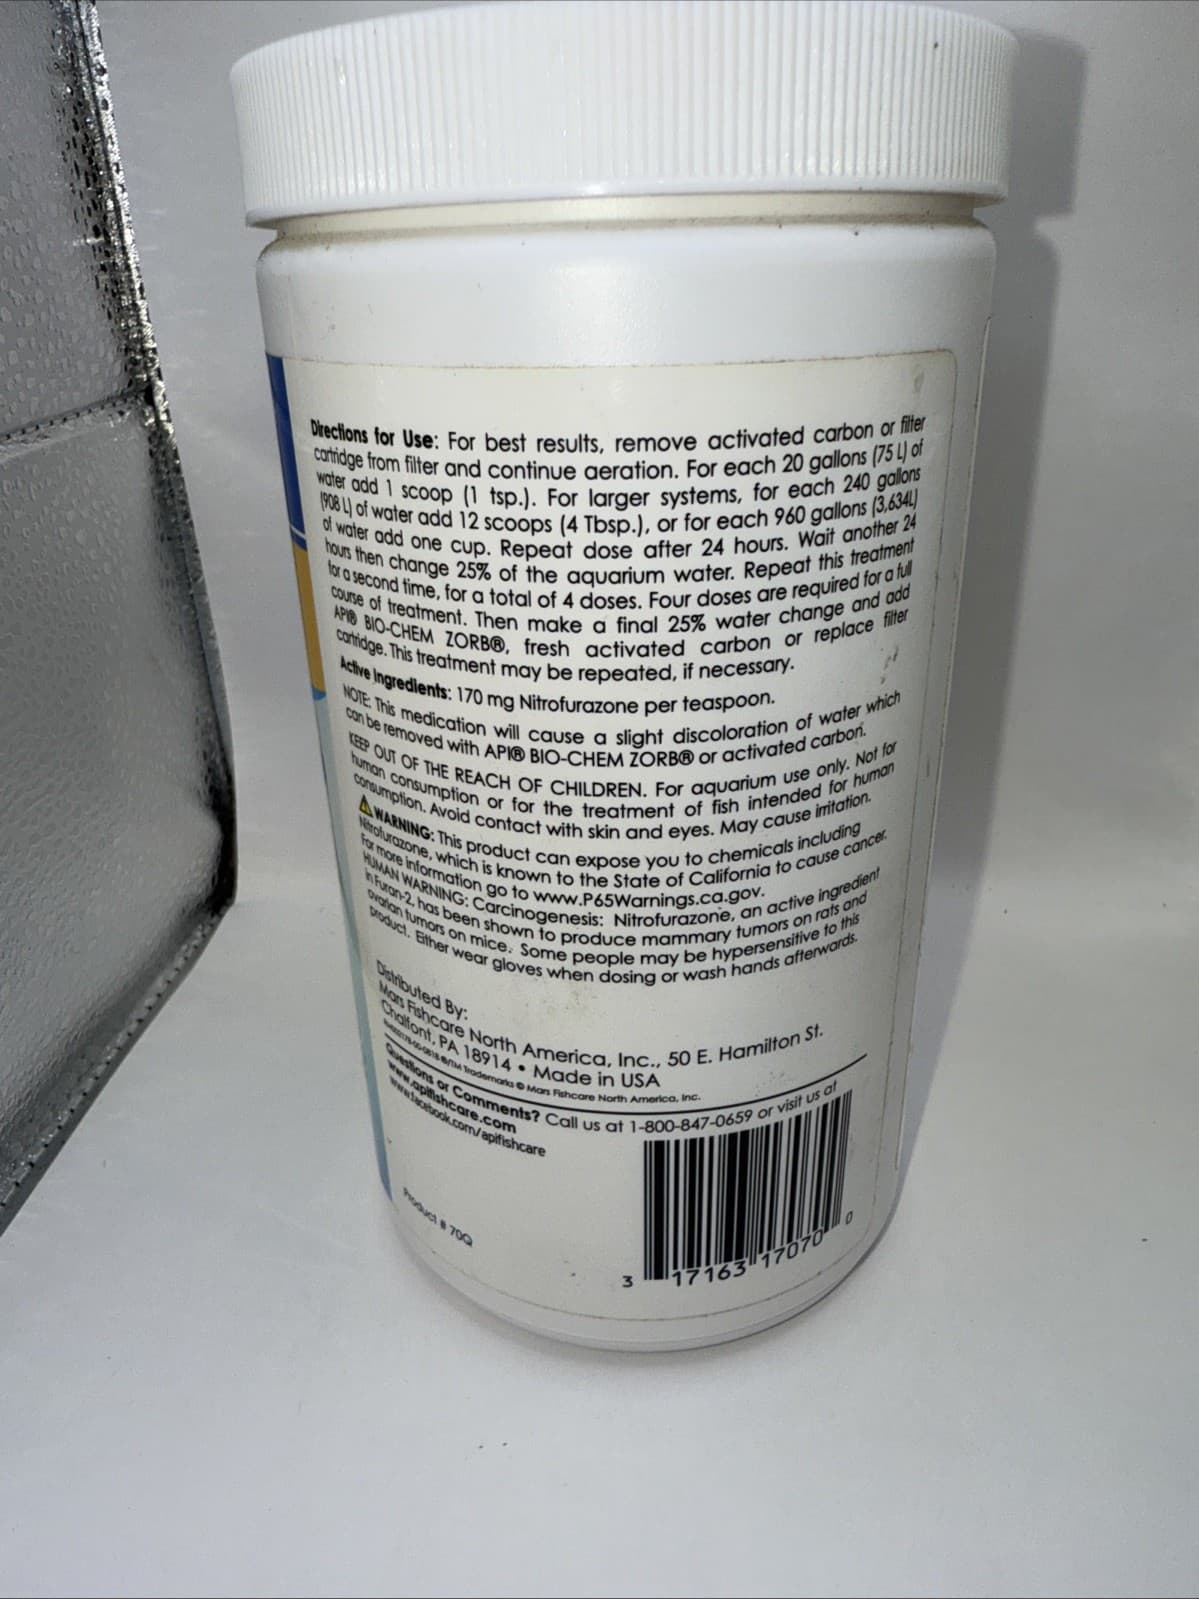 Directions for Use: For best results, remove activated carbon or filter
cartridge from filter and continue aeration. For each 20 gallons (75 L) of
water add 1 scoop (1 tsp.). For larger systems, for each 240 gallons
(908 L) of water add 12 scoops (4 Tbsp.), or for each 960 gallons (3,634L)
of water add one cup. Repeat dose after 24 hours. Wait another 24
hours then change 25% of the aquarium water. Repeat this treatment
for a second time, for a total of 4 doses. Four doses are required for a full
course of treatment. Then make a final 25% water change and add
API® BIO-CHEM ZORB®, fresh activated carbon or replace filter
cartridge. This treatment may be repeated, if necessary.
Active Ingredients: 170 mg Nitrofurazone per teaspoon.
NOTE: This medication will cause a slight discoloration of water which
can be removed with API® BIO-CHEM ZORB® or activated carbon.
KEEP OUT OF THE REACH OF CHILDREN. For aquarium use only. Not for
human consumption or for the treatment of fish intended for human
consumption. Avoid contact with skin and eyes. May cause irritation.
WARNING: This product can expose you to chemicals including
Nitrofurazone, which is known to the State of California to cause cancer.
For more information go to www.P65Warnings.ca.gov.
HUMAN WARNING: Carcinogenesis: Nitrofurazone, an active ingredient
in Furan-2, has been shown to produce mammary tumors on rats and
ovarian tumors on mice. Some people may be hypersensitive to this
product. Either wear gloves when dosing or wash hands afterwards.
Distributed By:
Mars Fishcare North America, Inc., 50 E. Hamilton St.
Chalfont, PA 18914 • Made in USA
®/TM Trademarks © Mars Fishcare North America, Inc.
Questions or Comments? Call us at 1-800-847-0659 or visit us at
www.apifishcare.com
www.facebook.com/apifishcare
Product # 70Q
3 17163 17070 0